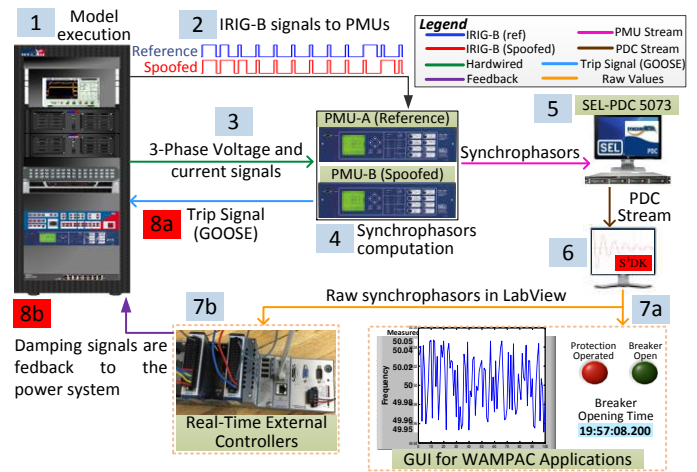 1
Model
execution
2
IRIG-B signals to PMUs
Reference
Spoofed
Legend
IRIG-B (ref)
PMU Stream
IRIG-B (Spoofed)
PDC Stream
Hardwired
Trip Signal
(GOOSE)
Feedback
Raw Values
3
3-Phase Voltage and
current signals
PMU-A (Reference)
PMU-B (Spoofed)
Synchrophasors
5
SEL-PDC 5073
SEL
PDC
8a
Trip Signal
(GOOSE)
4
Synchrophasors
computation
PDC
Stream
6
S³DK
8b
Damping signals are
fedback to the
power system
7b
Raw synchrophasors in LabView
7a
Real-Time External
Controllers
Measured
Frequency
50.05
50.03
50.02
50
49.98
49.96
49.95
Protection
Operated
Breaker
Open
Breaker
Opening Time
19:57:08.200
GUI for WAMPAC Applications